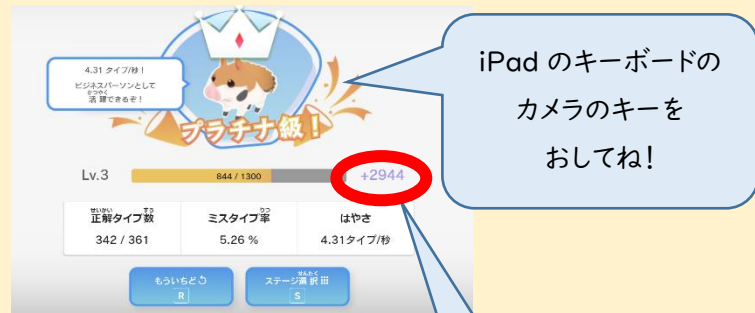 4.31 タイプ/秒！
ビジネスパーソンとして
かつやく
活躍できるぞ！
プラチナ級！
iPad のキーボードの
カメラのキーを
おしてね！
Lv.3
844 / 1300
+2944
せいかい すう
正解タイプ数
342 / 361
りつ
ミスタイプ率
5.26 %
はやさ
4.31タイプ/秒
もういちど
R
せんたく
ステージ選択
S